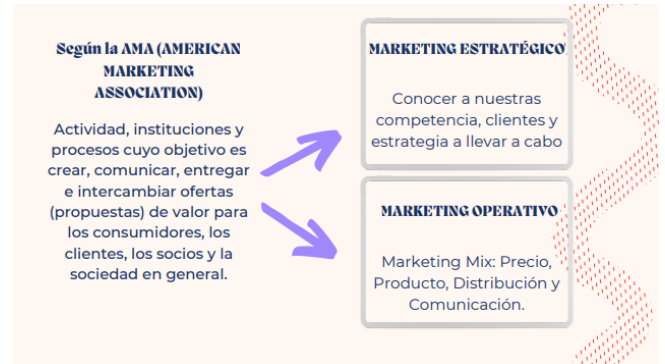 Según la AMA (AMERICAN
MARKETING
ASSOCIATION)
Actividad, instituciones y
procesos cuyo objetivo es
crear, comunicar, entregar
e intercambiar ofertas
(propuestas) de valor para
los consumidores, los
clientes, los socios y la
sociedad en general.
MARKETING ESTRATÉGICO
Conocer a nuestras
competencia, clientes y
estrategia a llevar a cabo
MARKETING OPERATIVO
Marketing Mix: Precio,
Producto, Distribución y
Comunicación.